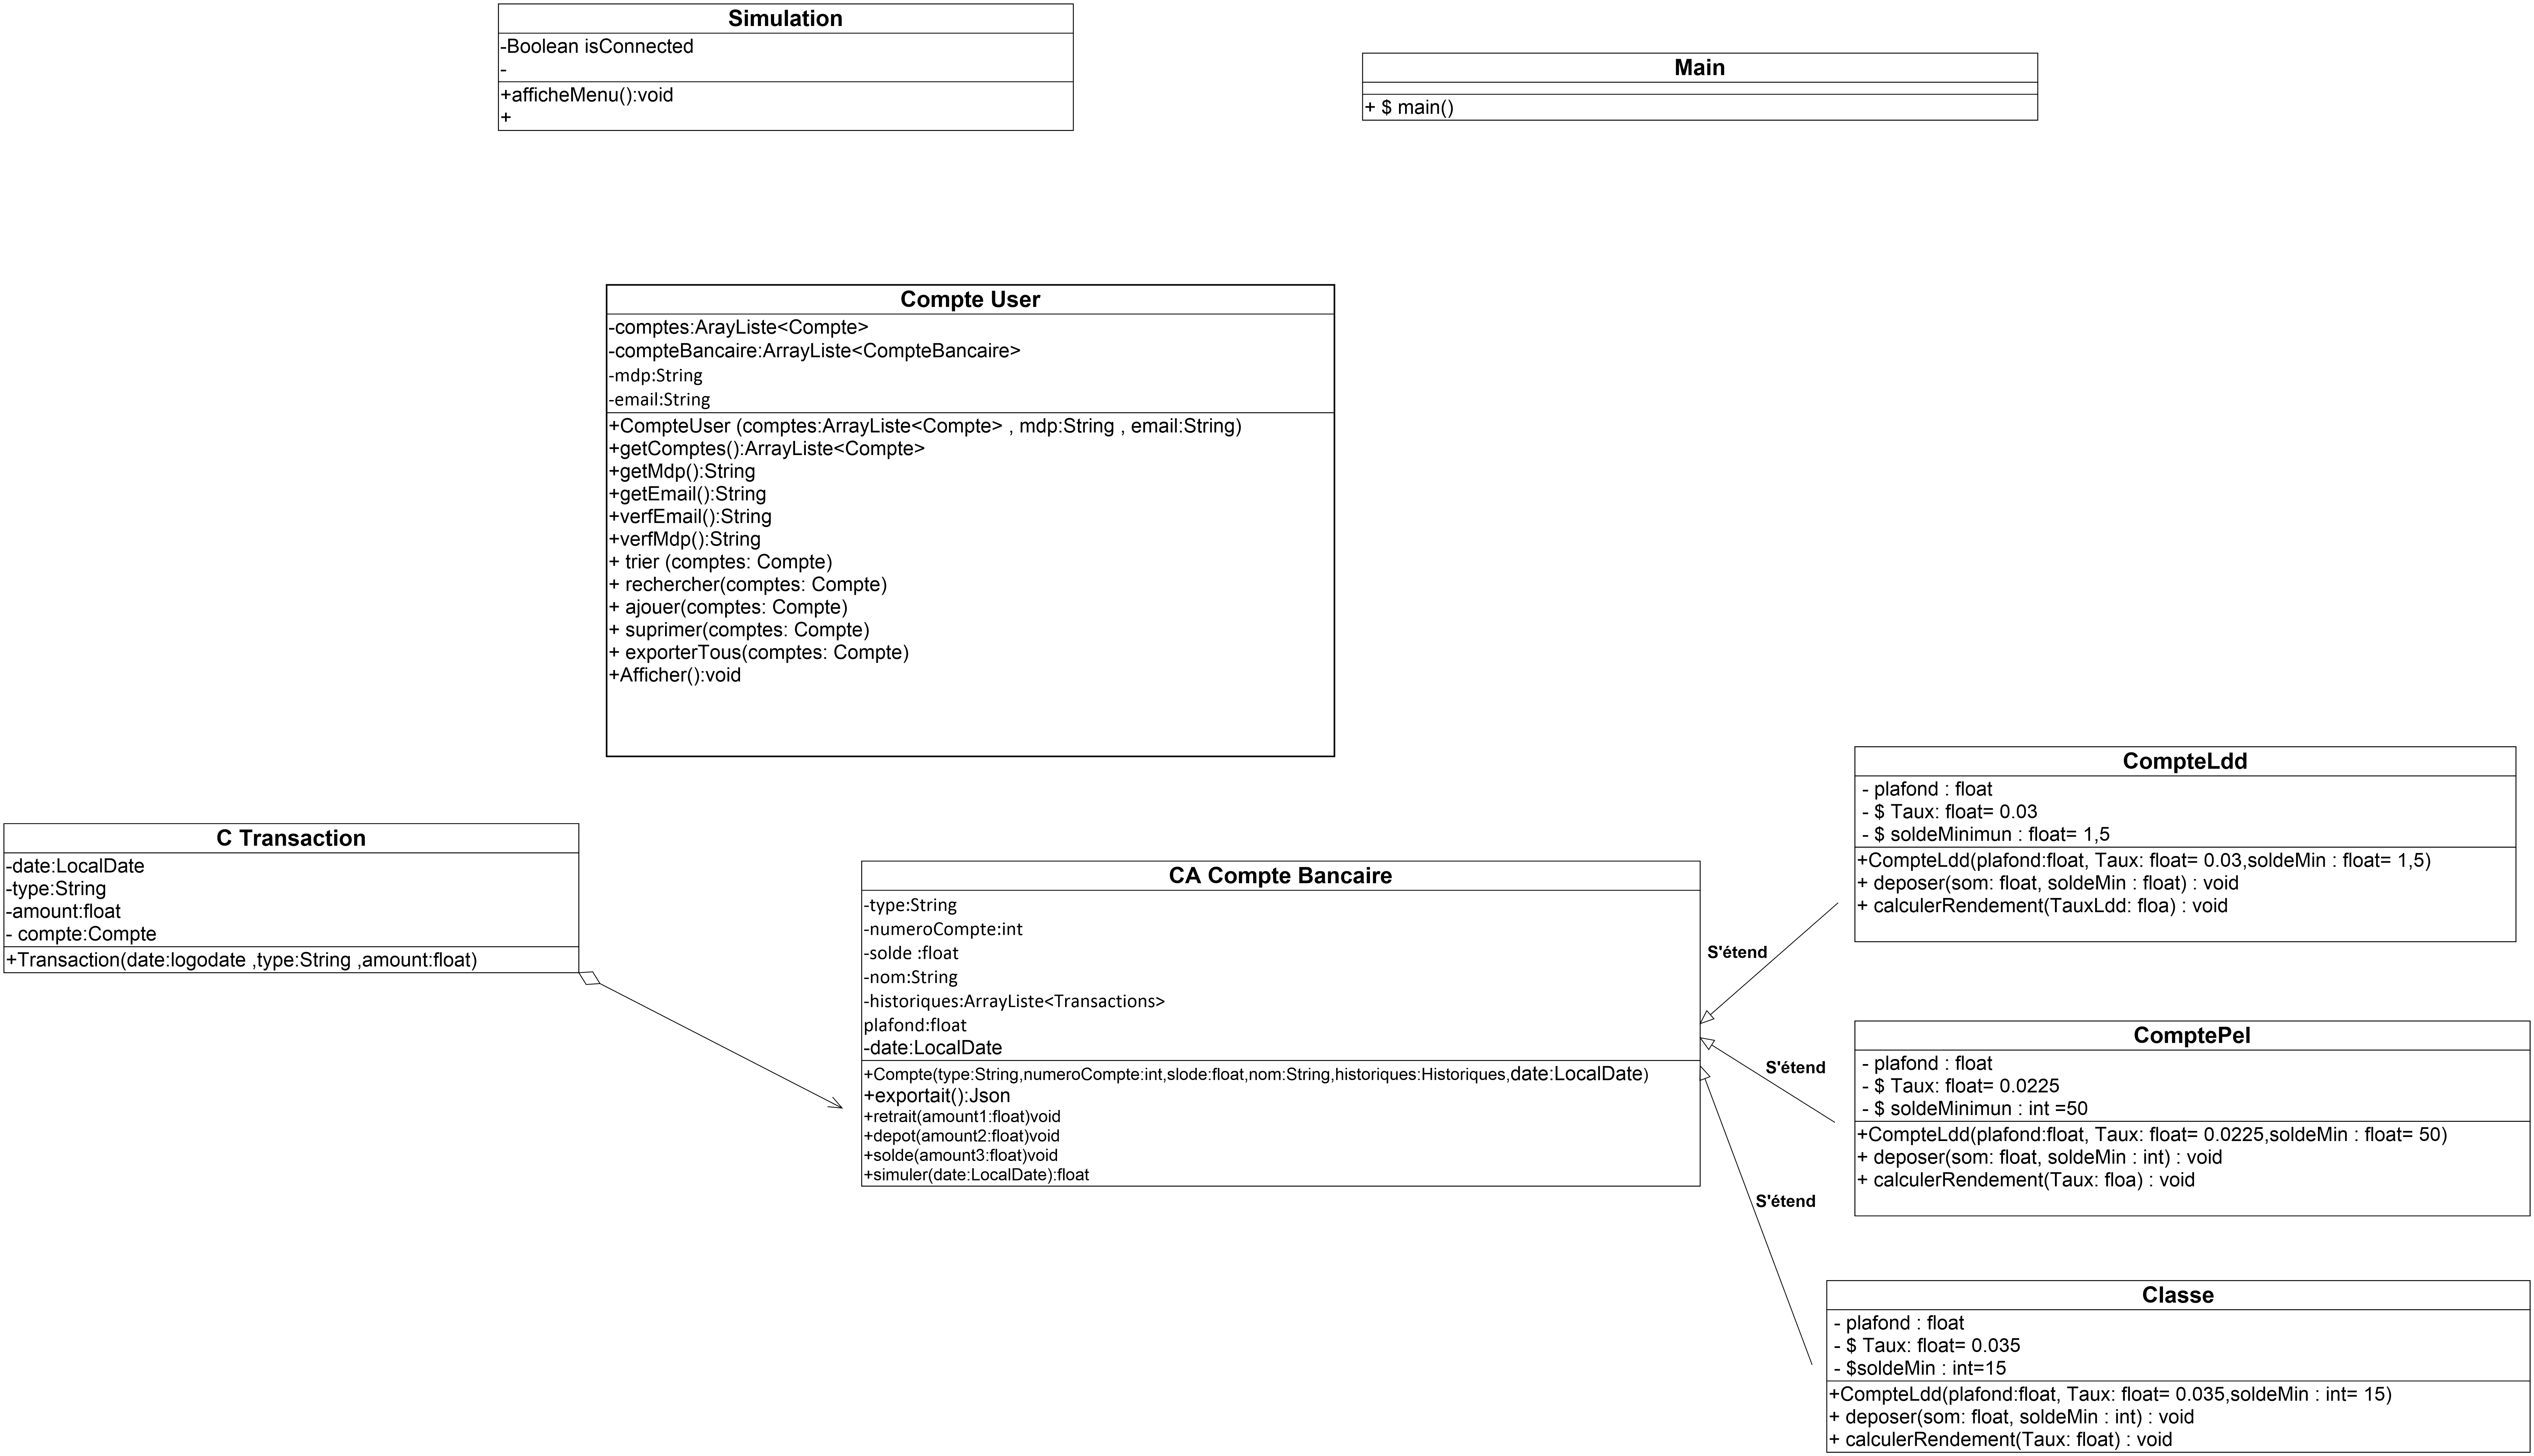 Simulation
-Boolean isConnected
-
+afficheMenu():void
+
Main
+ $ main()
Compte User
-comptes:ArayListe<Compte>
-compteBancaire:ArrayListe<CompteBancaire>
-mdp:String
-email:String
+CompteUser (comptes:ArrayListe<Compte> , mdp:String , email:String)
+getComptes():ArrayListe<Compte>
+getMdp():String
+getEmail():String
+verfEmail():String
+verfMdp():String
+ trier (comptes: Compte)
+ rechercher(comptes: Compte)
+ ajouer(comptes: Compte)
+ suprimer(comptes: Compte)
+ exporterTous(comptes: Compte)
+Afficher():void
C Transaction
-date:LocalDate
-type:String
-amount:float
- compte:Compte
+Transaction(date:logodate ,type:String ,amount:float)
CA Compte Bancaire
-type:String
-numeroCompte:int
-solde :float
-nom:String
-historiques:ArrayListe<Transactions>
plafond:float
-date:LocalDate
+Compte(type:String,numeroCompte:int,slode:float,nom:String,historiques:Historiques,date:LocalDate)
+exportait():Json
+retrait(amount1:float)void
+depot(amount2:float)void
+solde(amount3:float)void
+simuler(date:LocalDate):float
S'étend
S'étend
S'étend
CompteLdd
- plafond : float
- $ Taux: float= 0.03
- $ soldeMinimun : float= 1,5
+CompteLdd(plafond:float, Taux: float= 0.03,soldeMin : float= 1,5)
+ deposer(som: float, soldeMin : float) : void
+ calculerRendement(TauxLdd: floa) : void
ComptePel
- plafond : float
- $ Taux: float= 0.0225
- $ soldeMinimun : int =50
+CompteLdd(plafond:float, Taux: float= 0.0225,soldeMin : float= 50)
+ deposer(som: float, soldeMin : int) : void
+ calculerRendement(Taux: floa) : void
Classe
- plafond : float
- $ Taux: float= 0.035
- $soldeMin : int=15
+CompteLdd(plafond:float, Taux: float= 0.035,soldeMin : int= 15)
+ deposer(som: float, soldeMin : int) : void
+ calculerRendement(Taux: float) : void